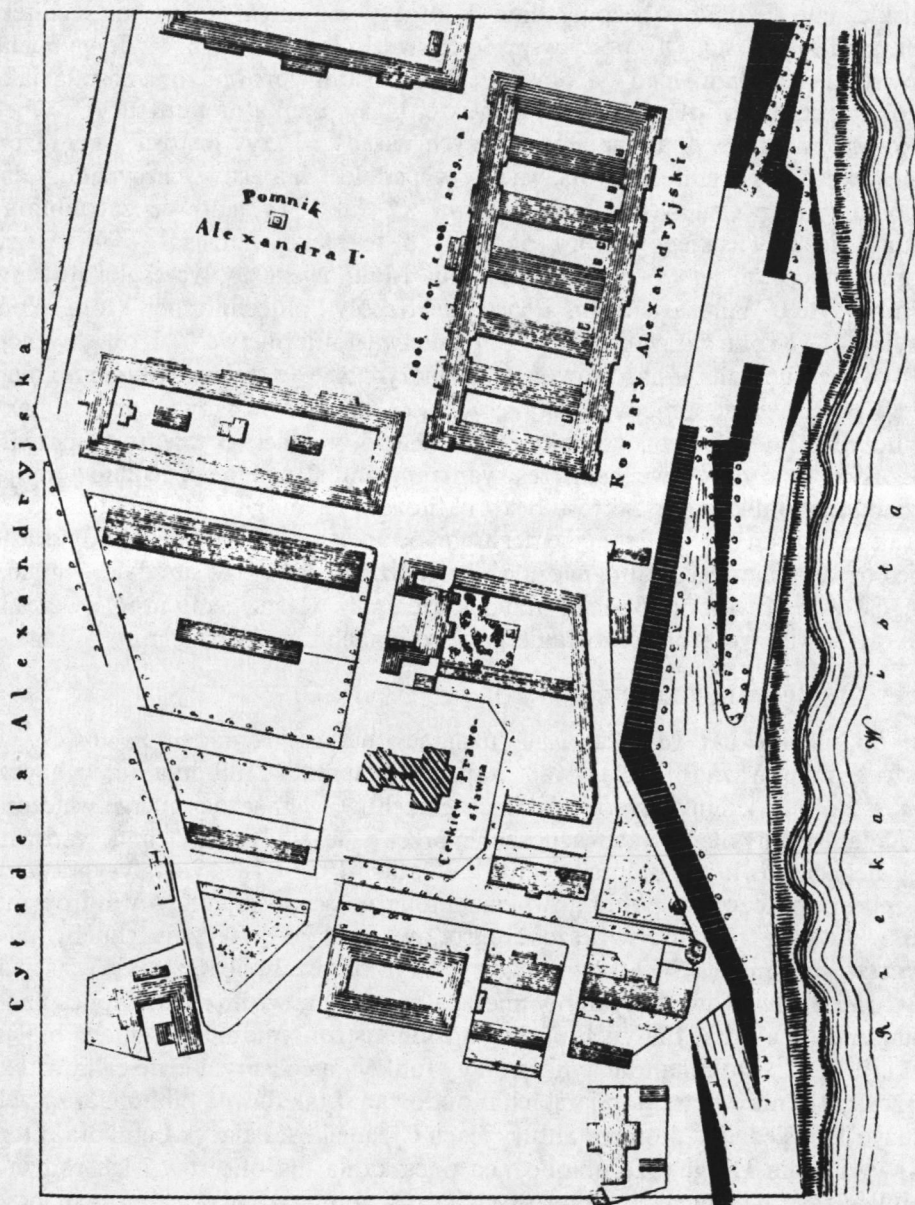 Pomnik
Alexandra I.
Koszary Alexandryjskie
Cytadela Alexandryjska
Cerkiew Prawo-
sławna
Rzeka Wisła